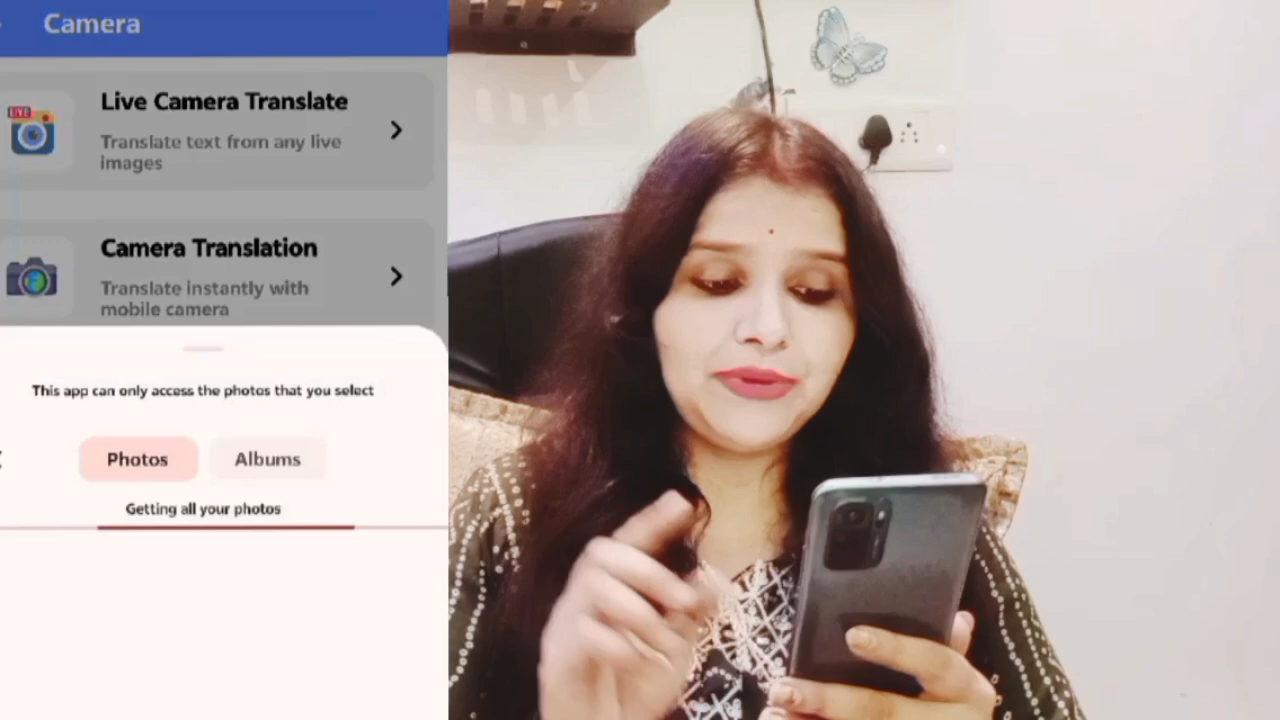 Camera
LIVE
Live Camera Translate
Translate text from any live
images
Camera Translation
Translate instantly with
mobile camera
This app can only access the photos that you select
Photos
Albums
Getting all your photos